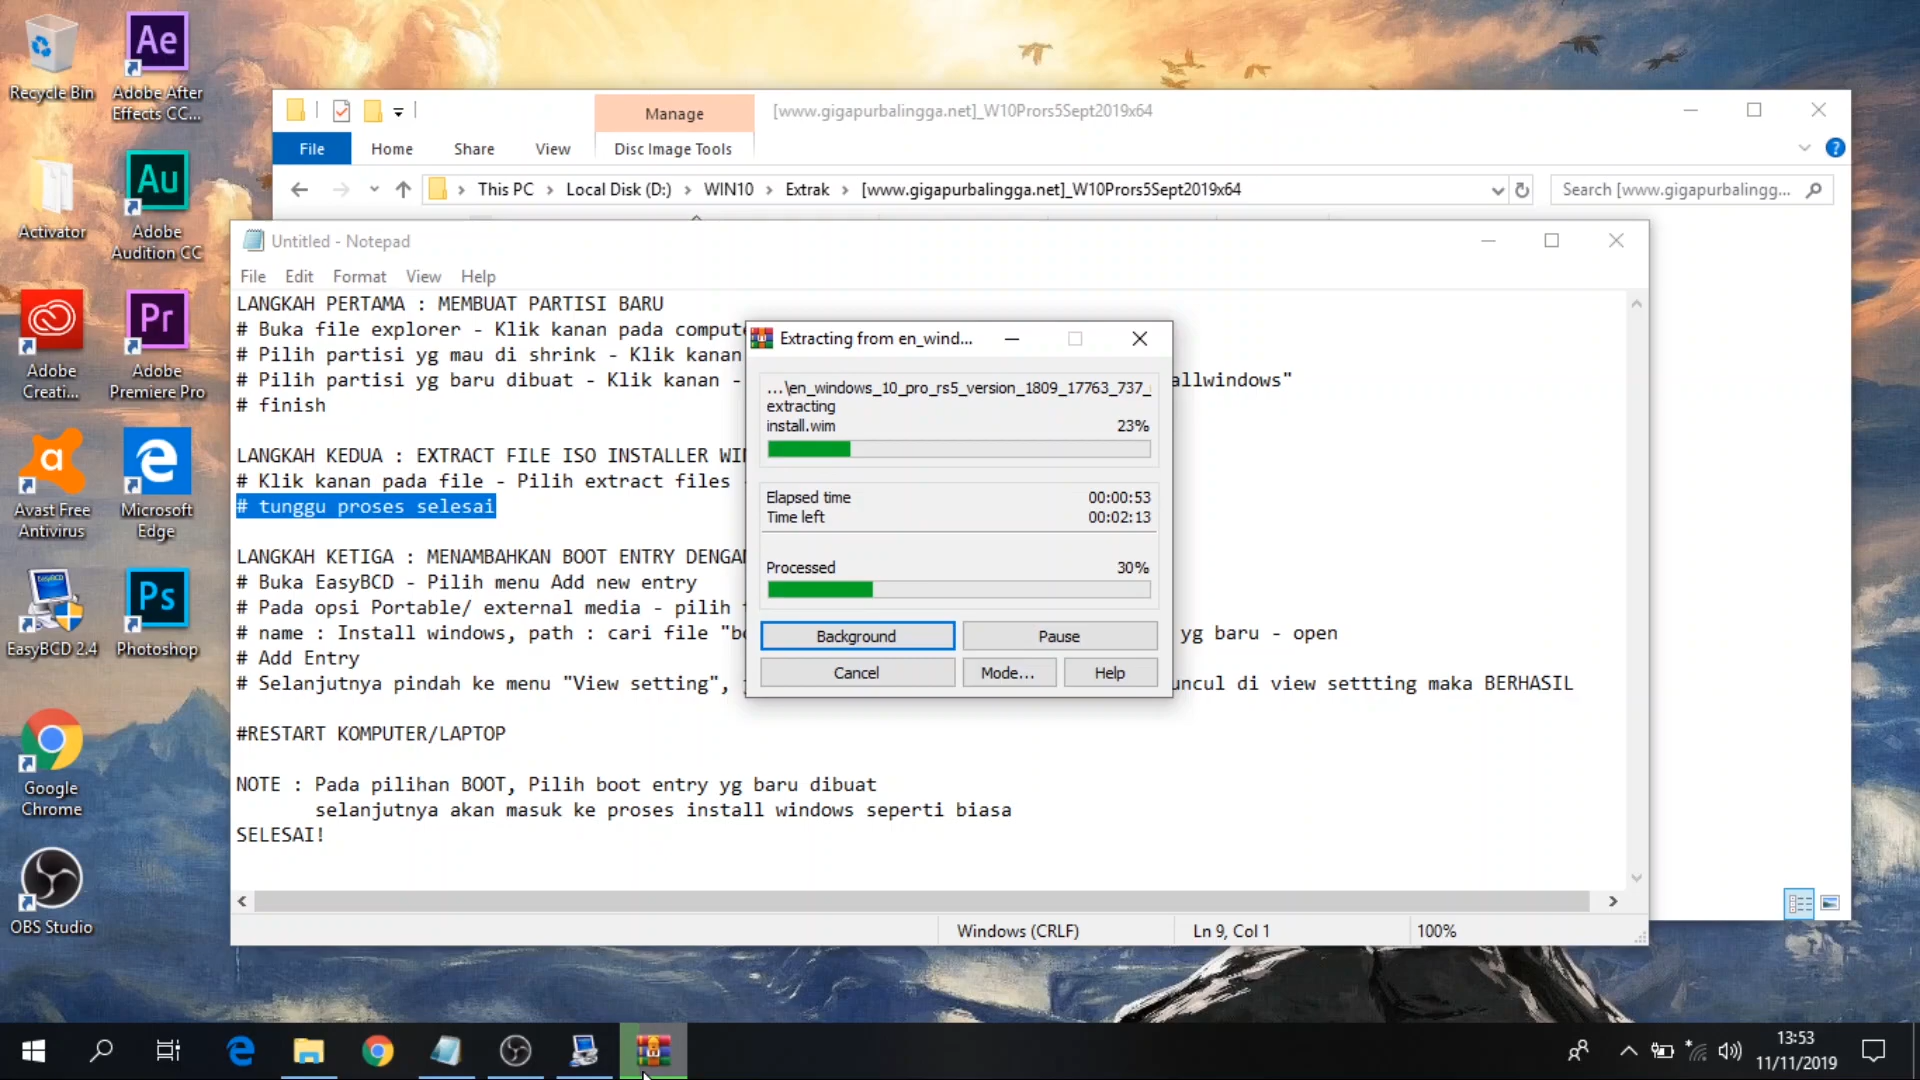 Recycle Bin
Adobe After
Effects CC...
Activator
Adobe
Audition CC
Adobe
Creati...
Adobe
Premiere Pro
Avast Free
Antivirus
Microsoft
Edge
EasyBCD 2.4
Photoshop
Google
Chrome
OBS Studio
Manage
[www.gigapurbalingga.net]_W10Prors5Sept2019x64
File Home Share View Disc Image Tools
This PC > Local Disk (D:) > WIN10 > Extrak > [www.gigapurbalingga.net]_W10Prors5Sept2019x64
Search [www.gigapurbalingg...
Untitled - Notepad
File Edit Format View Help
LANGKAH PERTAMA : MEMBUAT PARTISI BARU
# Buka file explorer - Klik kanan pada compute
# Pilih partisi yg mau di shrink - Klik kanan
# Pilih partisi yg baru dibuat - Klik kanan - allwindows"
# finish
LANGKAH KEDUA : EXTRACT FILE ISO INSTALLER WI
# Klik kanan pada file - Pilih extract files
# tunggu proses selesai
LANGKAH KETIGA : MENAMBAHKAN BOOT ENTRY DENGAN
# Buka EasyBCD - Pilih menu Add new entry
# Pada opsi Portable/ external media - pilih
# name : Install windows, path : cari file "bo yg baru - open
# Add Entry
# Selanjutnya pindah ke menu "View setting", uncul di view settting maka BERHASIL
#RESTART KOMPUTER/LAPTOP
NOTE : Pada pilihan BOOT, Pilih boot entry yg baru dibuat
selanjutnya akan masuk ke proses install windows seperti biasa
SELESAI!
Windows (CRLF) Ln 9, Col 1 100%
Extracting from en_wind...
...\en_windows_10_pro_rs5_version_1809_17763_737_
extracting
install.wim 23%
Elapsed time 00:00:53
Time left 00:02:13
Processed 30%
Background Pause
Cancel Mode... Help
13:53
11/11/2019